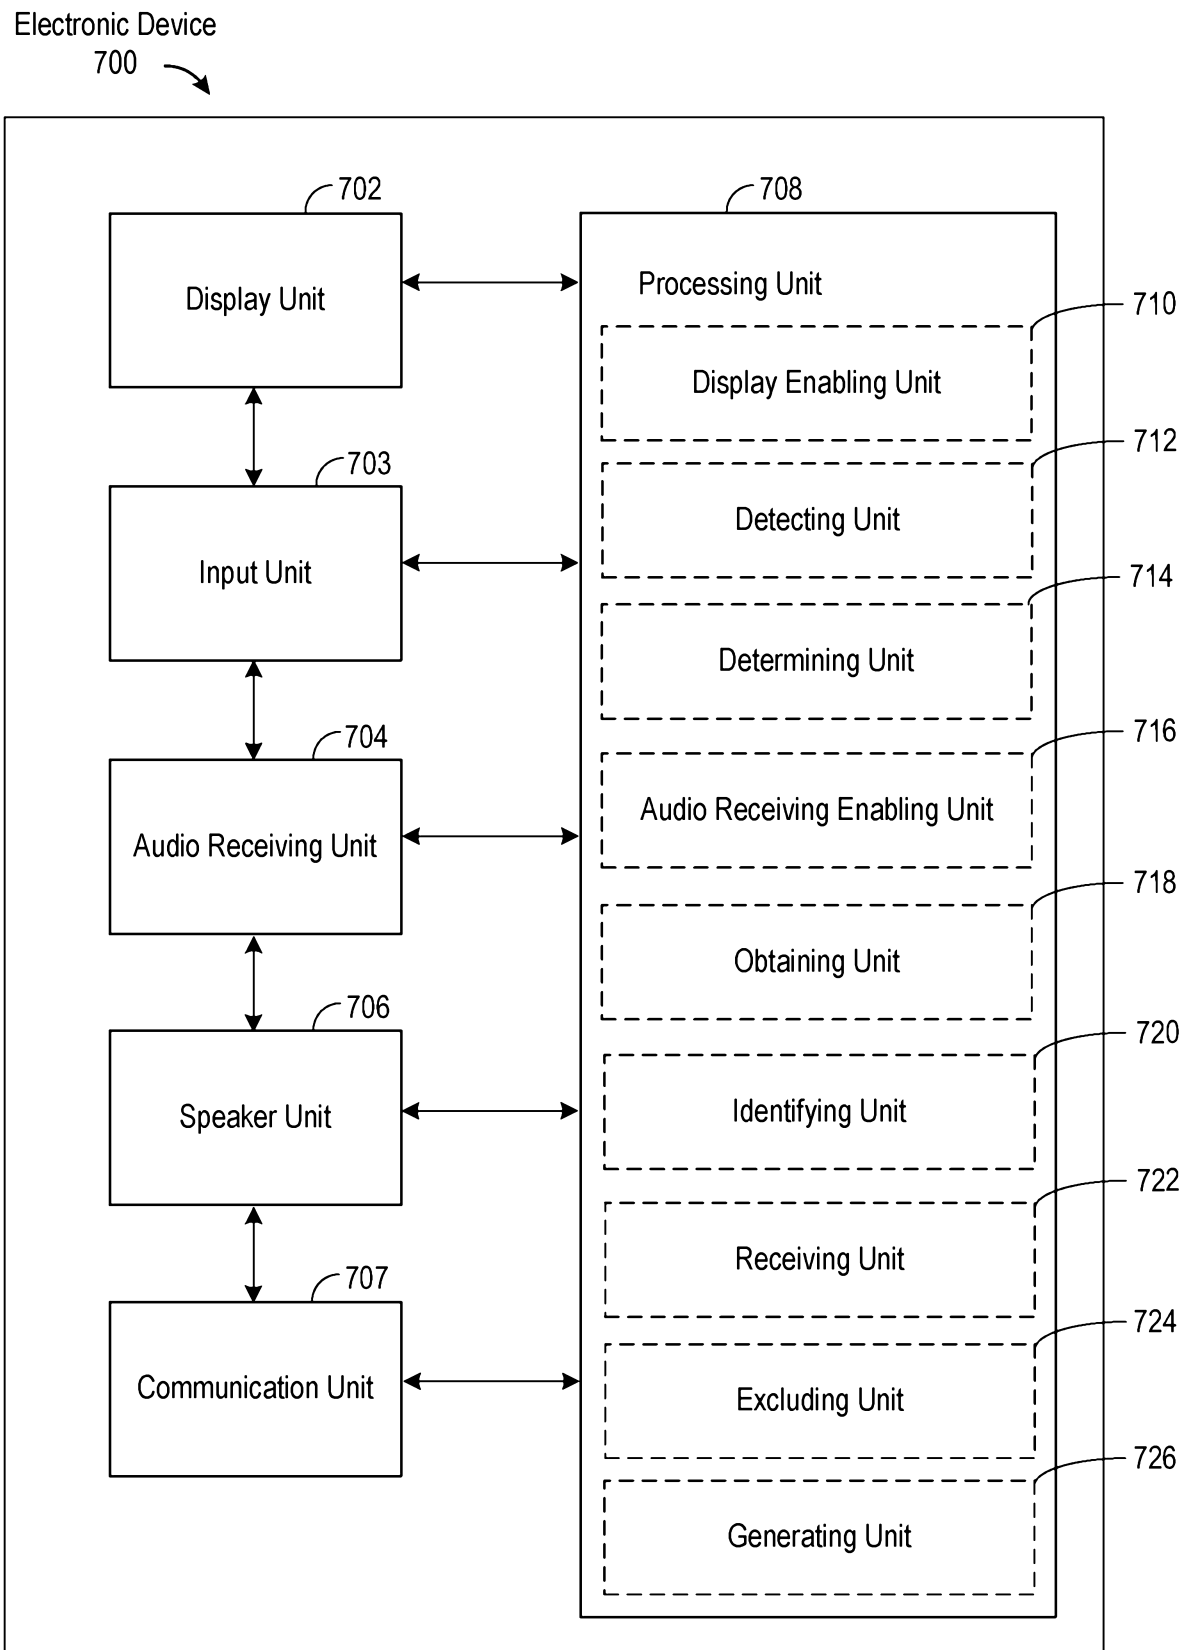 Electronic Device
700
702
Display Unit
703
Input Unit
704
Audio Receiving Unit
706
Speaker Unit
707
Communication Unit
708
Processing Unit
710
Display Enabling Unit
712
Detecting Unit
714
Determining Unit
716
Audio Receiving Enabling Unit
718
Obtaining Unit
720
Identifying Unit
722
Receiving Unit
724
Excluding Unit
726
Generating Unit